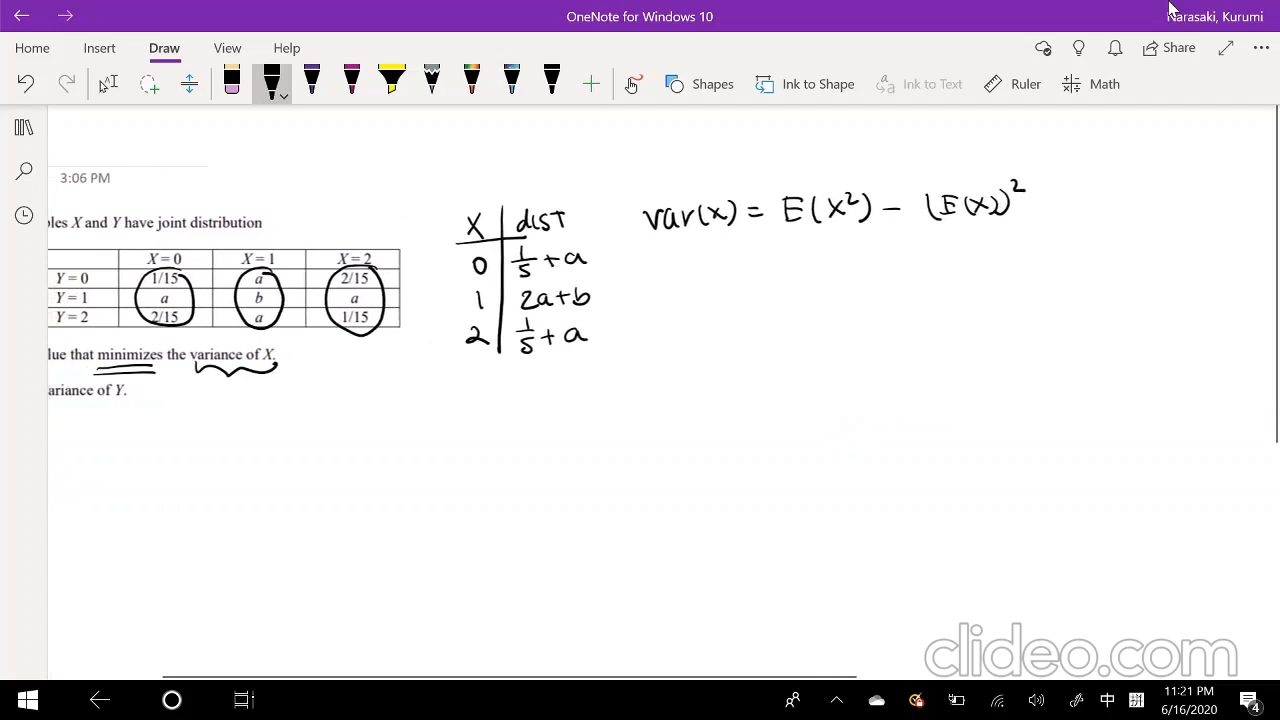 OneNote for Windows 10
Narasaki, Kurumi
Home Insert Draw View Help
Share
Shapes Ink to Shape Ink to Text Ruler Math
3:06 PM
les X and Y have joint distribution
X = 0 X = 1 X = 2
Y = 0 1/15 a 2/15
Y = 1 a b a
Y = 2 2/15 a 1/15
lue that minimizes the variance of X.
ariance of Y.
X dist
0 1/5 + a
1 2a+b
2 1/5 + a
var(x) = E(X²) - (E(X))²
clideo.com
中
11:21 PM
6/16/2020
4